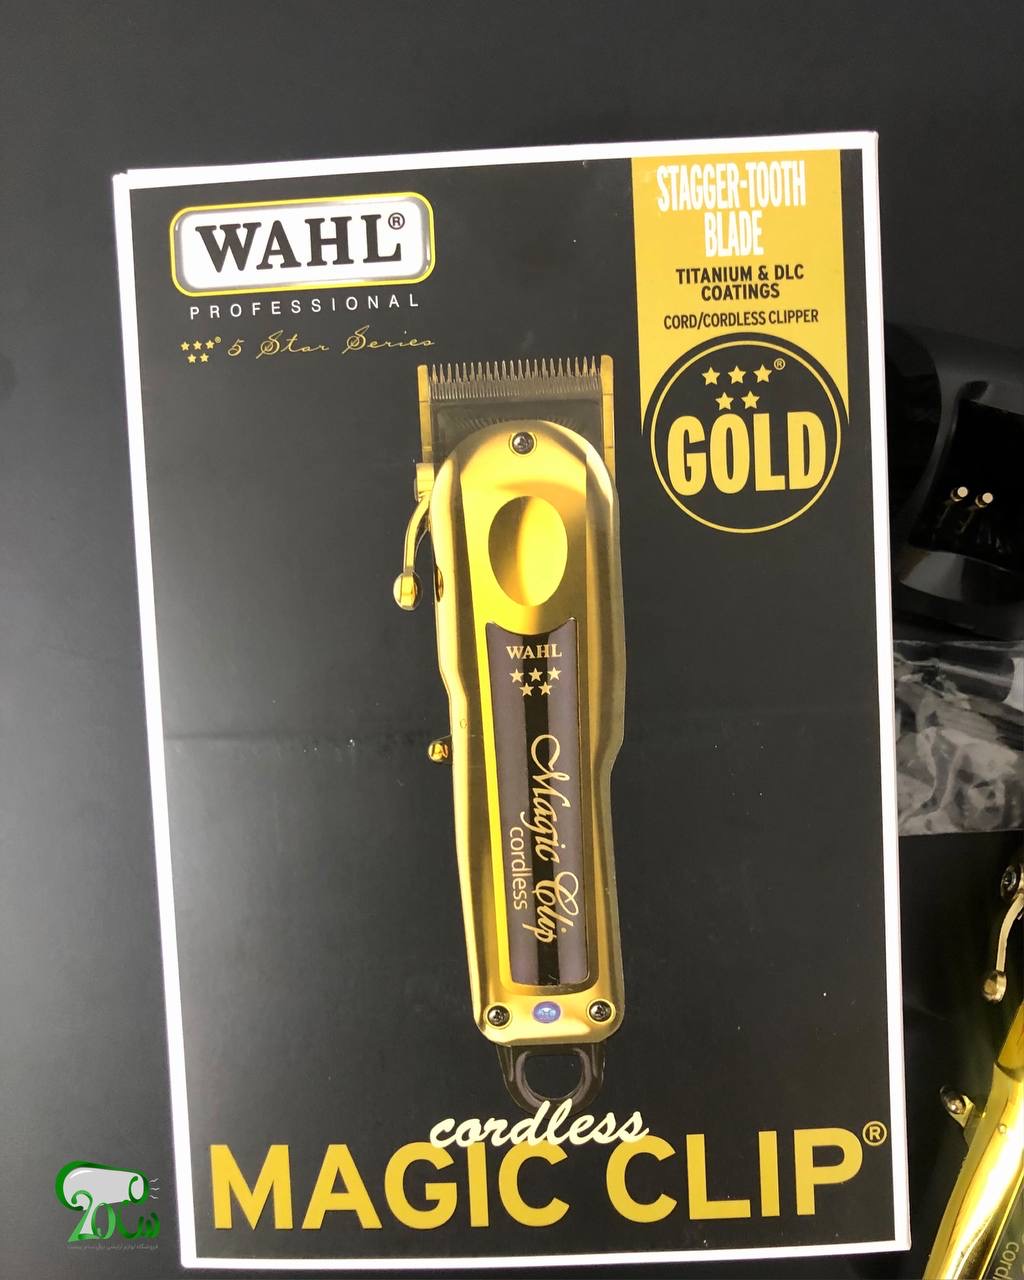 WAHL®
PROFESSIONAL
5 Star Series
STAGGER-TOOTH
BLADE
TITANIUM & DLC
COATINGS
CORD/CORDLESS CLIPPER
®
GOLD
WAHL
Magic Clip
cordless
cordless
MAGIC CLIP®
20